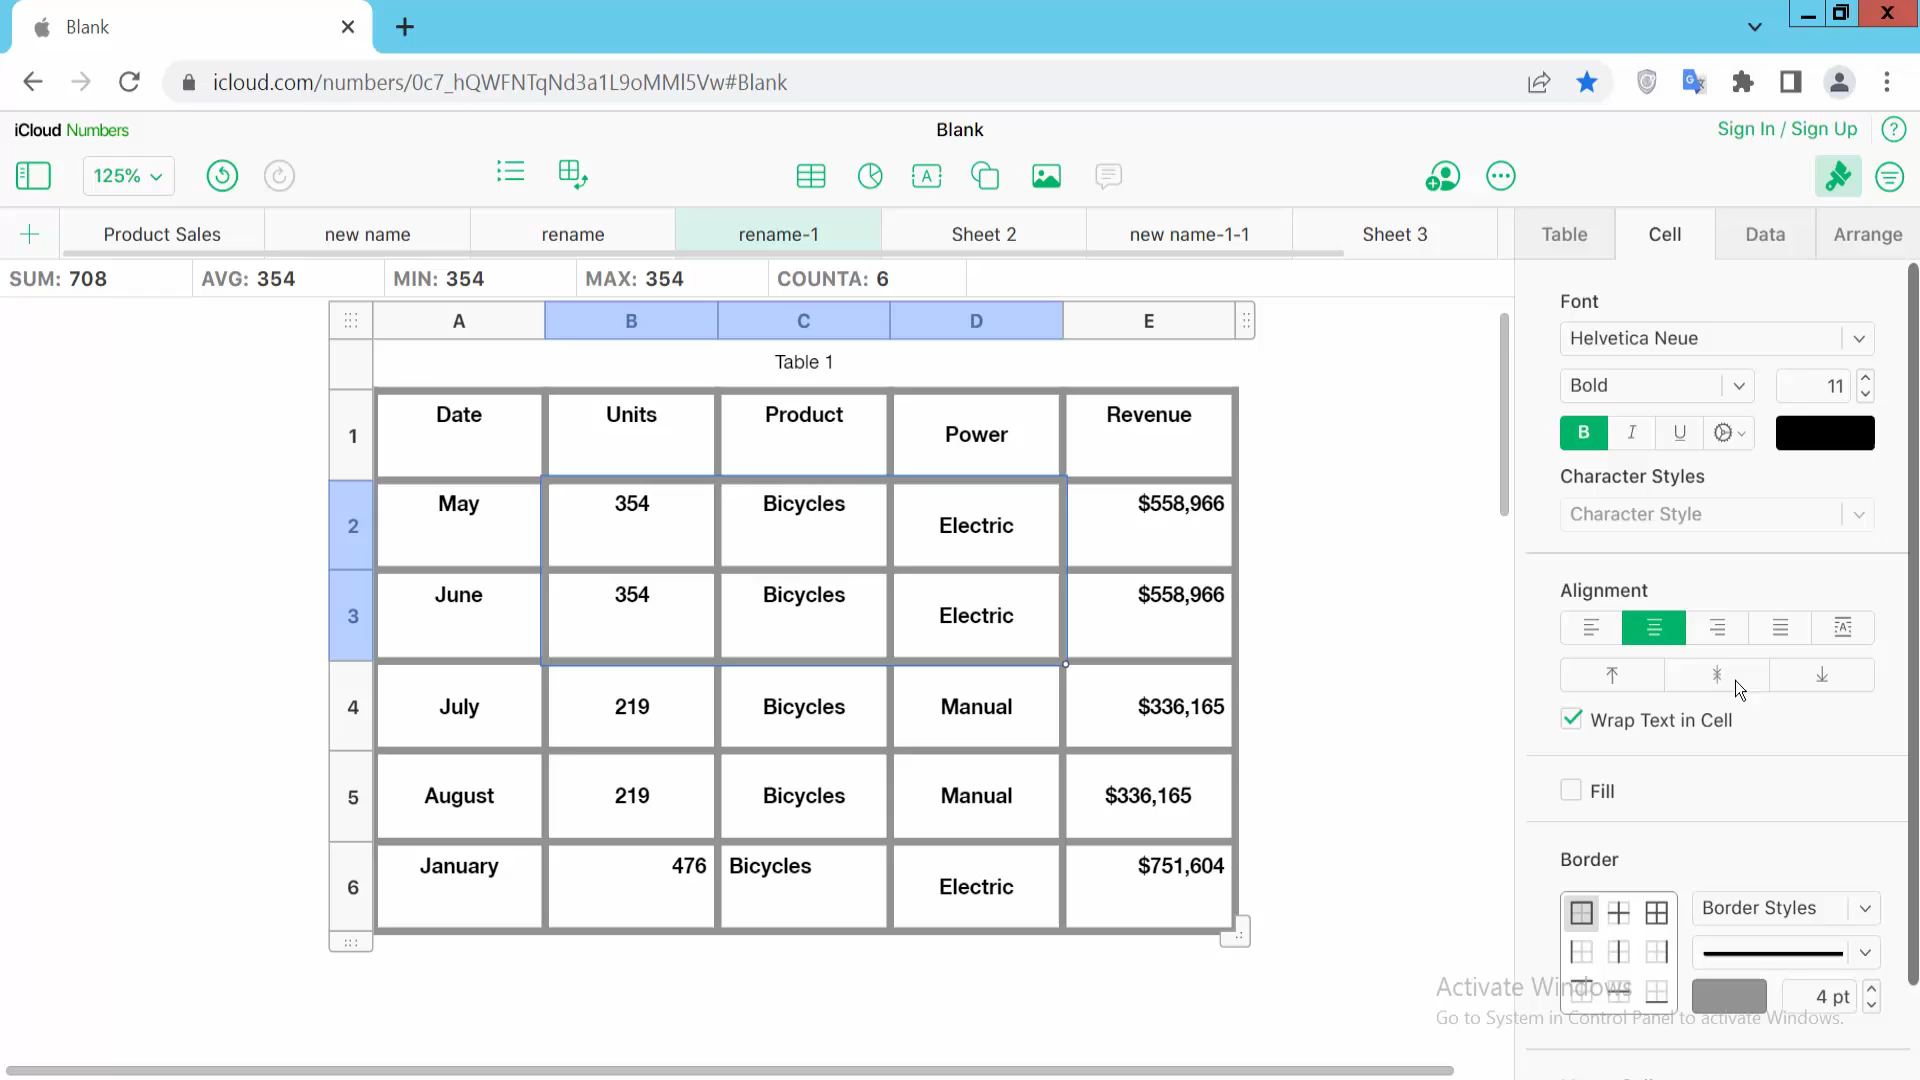 Blank
icloud.com/numbers/0c7_hQWFNTqNd3a1L9oMMl5Vw#Blank
iCloud Numbers
Blank
Sign In / Sign Up
125%
Product Sales
new name
rename
rename-1
Sheet 2
new name-1-1
Sheet 3
Table
Cell
Data
Arrange
SUM: 708
AVG: 354
MIN: 354
MAX: 354
COUNTA: 6
A B C D E
Table 1
1 Date Units Product Power Revenue
2 May 354 Bicycles Electric $558,966
3 June 354 Bicycles Electric $558,966
4 July 219 Bicycles Manual $336,165
5 August 219 Bicycles Manual $336,165
6 January 476 Bicycles Electric $751,604
Font
Helvetica Neue
Bold 11
B I U
Character Styles
Character Style
Alignment
Wrap Text in Cell
Fill
Border
Border Styles
4 pt
Activate Windows
Go to System in Control Panel to activate Windows.